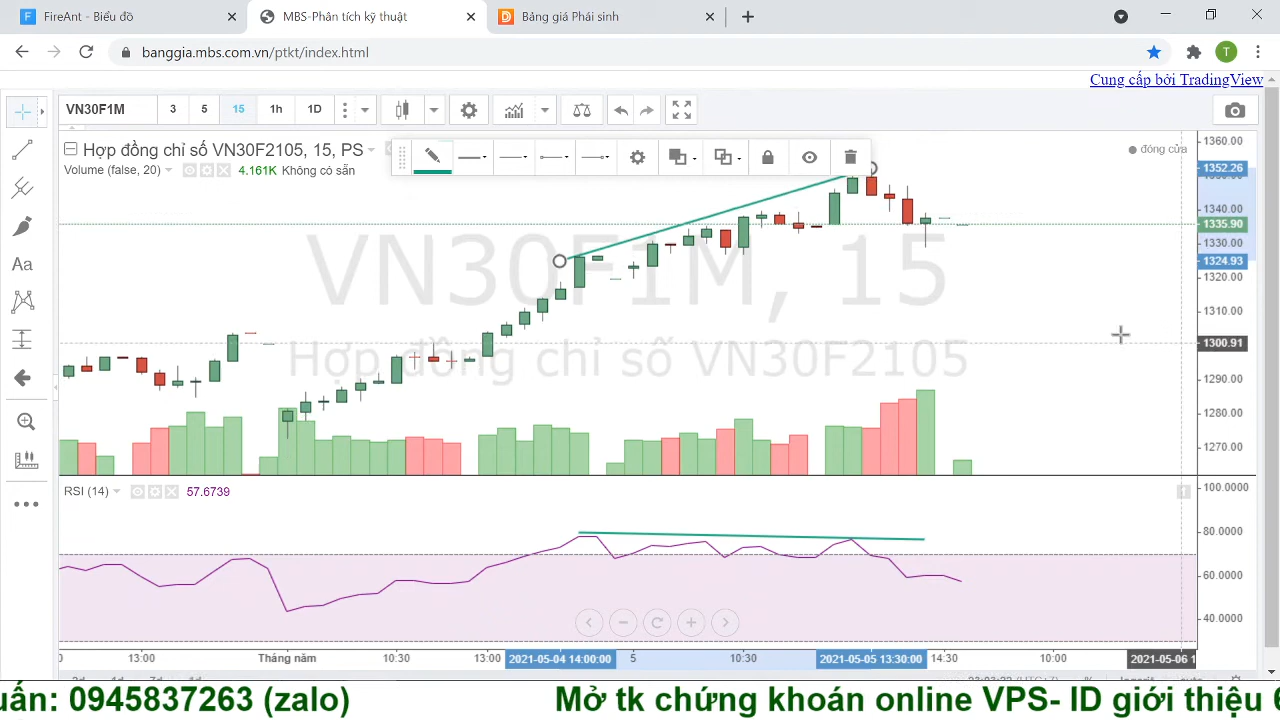 FireAnt - Biểu đồ
MBS-Phân tích kỹ thuật
Bảng giá Phái sinh
banggia.mbs.com.vn/ptkt/index.html
T
Cung cấp bởi TradingView
VN30F1M 3 5 15 1h 1D
Hợp đồng chỉ số VN30F2105, 15, PS
đóng cửa
Volume (false, 20) 4.161K Không có sẵn
Aa
VN30F1M, 15
Hợp đồng chỉ số VN30F2105
1360.00
1352.26
1340.00
1335.90
1330.00
1324.93
1320.00
1310.00
1300.91
1290.00
1280.00
1270.00
RSI (14) 57.6739
100.0000
80.0000
60.0000
40.0000
13:00 Tháng năm 10:30 13:00 2021-05-04 14:00:00 5 10:30 2021-05-05 13:30:00 14:30 10:00 2021-05-06 1
uấn: 0945837263 (zalo) Mở tk chứng khoán online VPS- ID giới thiệu 6